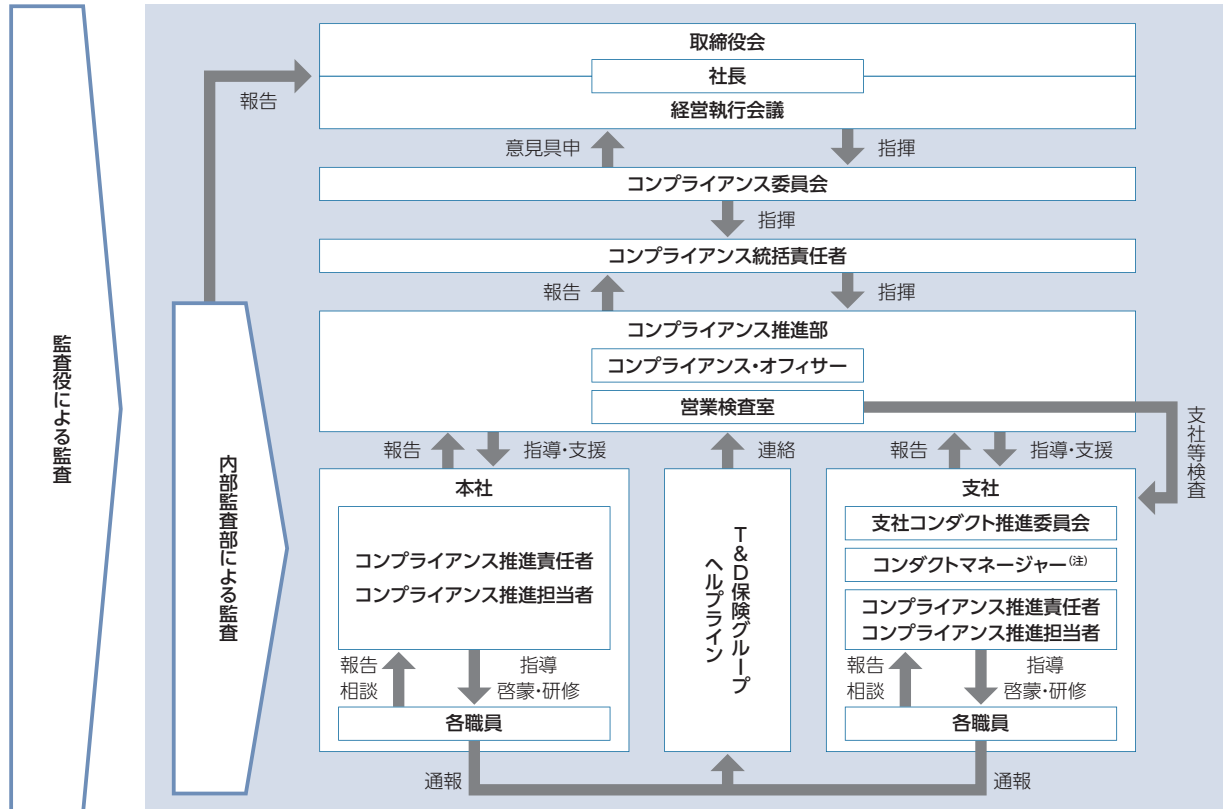 取締役会
社長
経営執行会議
報告
意見具申
指揮
コンプライアンス委員会
指揮
コンプライアンス統括責任者
報告
指揮
コンプライアンス推進部
コンプライアンス・オフィサー
営業検査室
支社等検査
監査役による監査
内部監査部による監査
報告
指導・支援
連絡
報告
指導・支援
本社
コンプライアンス推進責任者
コンプライアンス推進担当者
報告
相談
指導
啓蒙・研修
各職員
T&D保険グループ
ヘルプライン
支社
支社コンダクト推進委員会
コンダクトマネージャー(注)
コンプライアンス推進責任者
コンプライアンス推進担当者
報告
相談
指導
啓蒙・研修
各職員
通報
通報